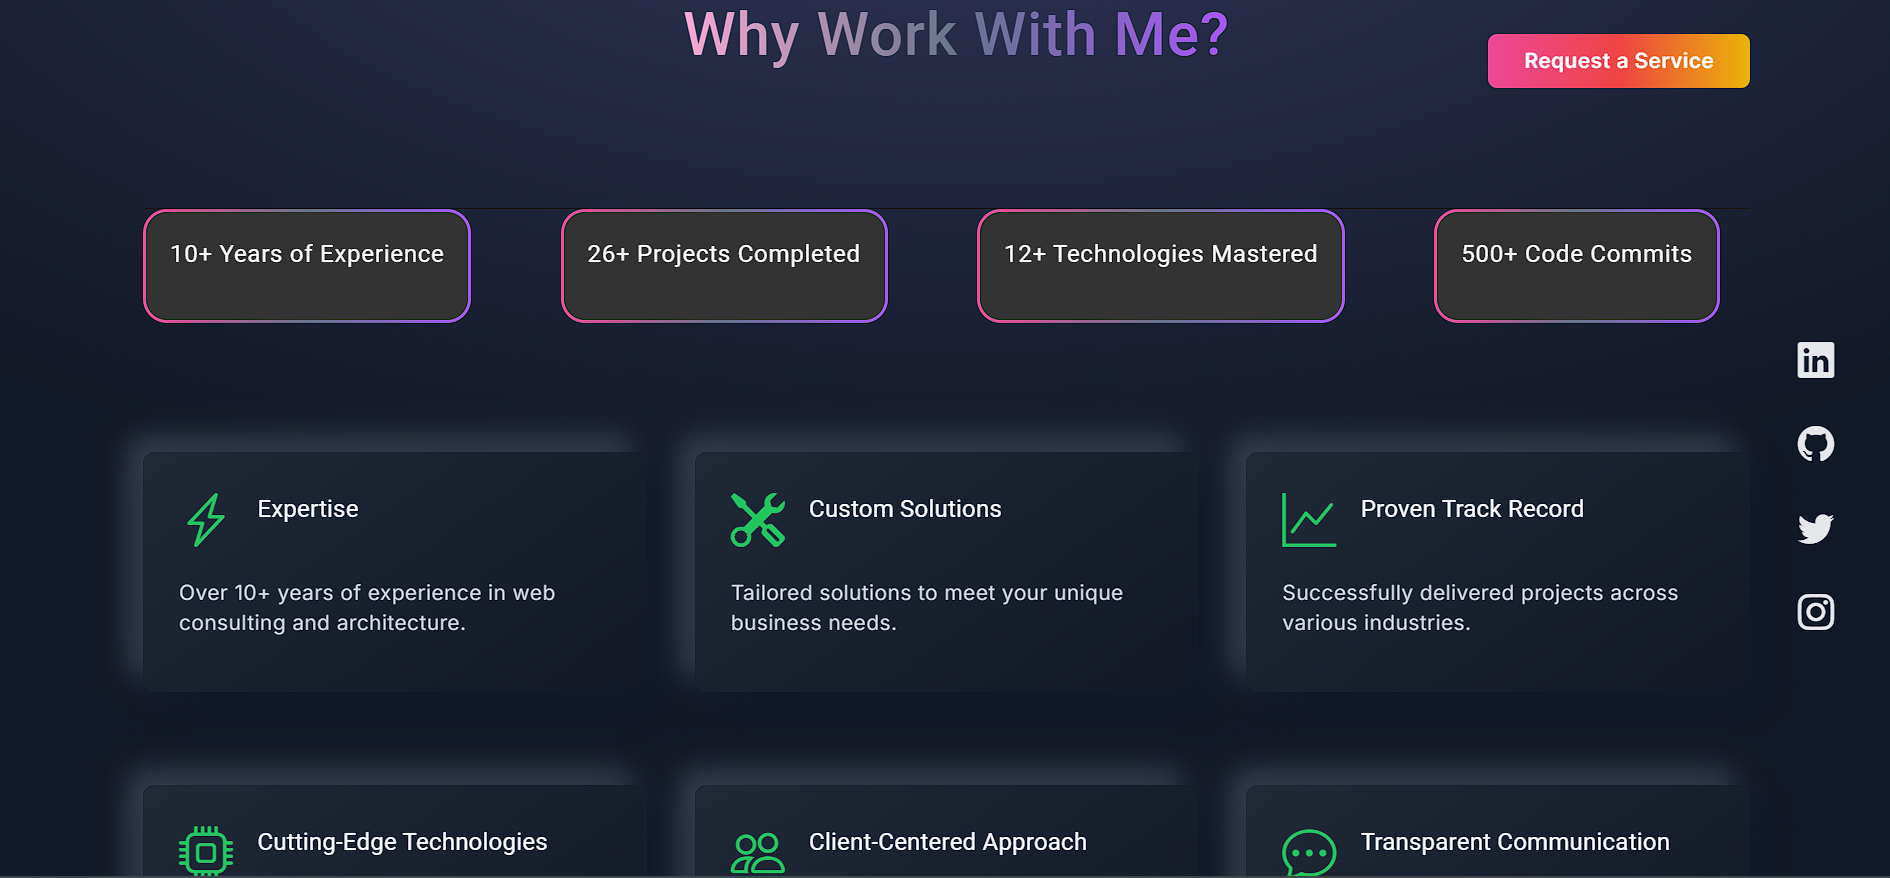 Why Work With Me?
Request a Service
10+ Years of Experience
26+ Projects Completed
12+ Technologies Mastered
500+ Code Commits
in
Expertise
Over 10+ years of experience in web
consulting and architecture.
Custom Solutions
Tailored solutions to meet your unique
business needs.
Proven Track Record
Successfully delivered projects across
various industries.
Cutting-Edge Technologies
Client-Centered Approach
Transparent Communication